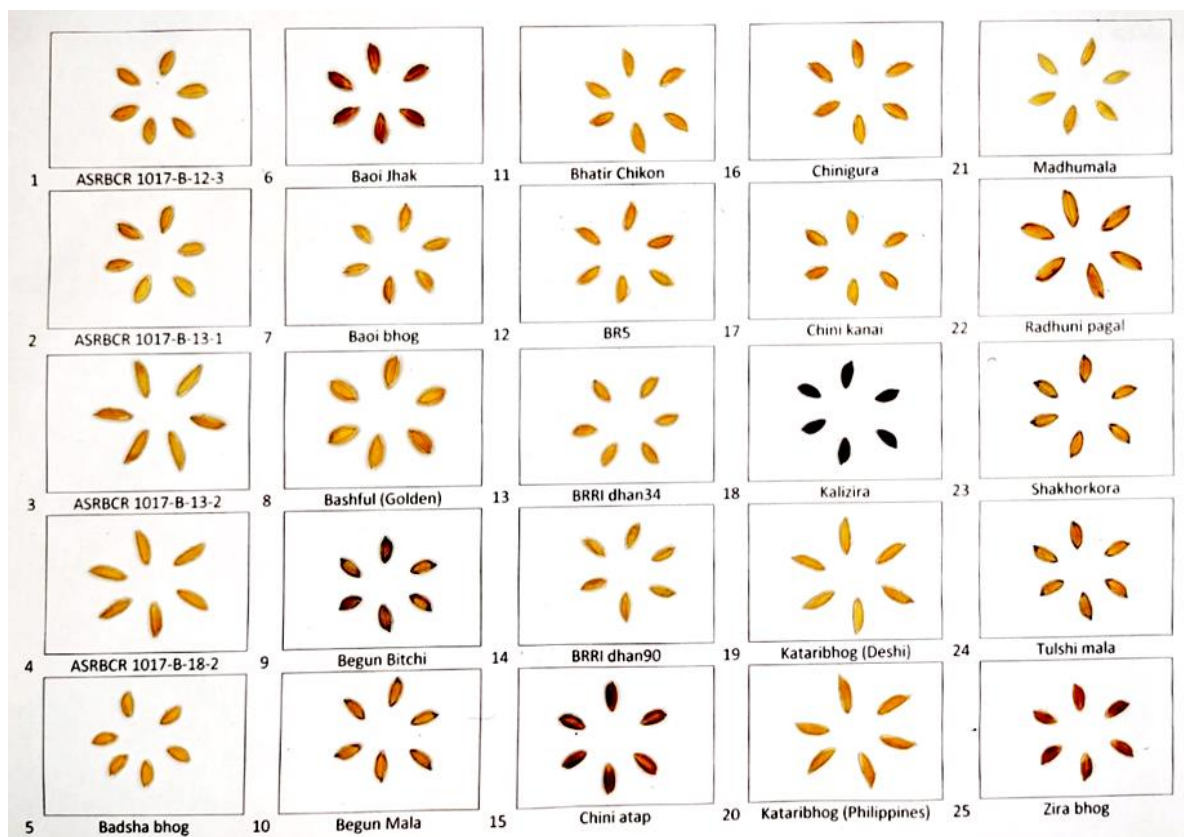 1 ASRBCR 1017-B-12-3
2 ASRBCR 1017-B-13-1
3 ASRBCR 1017-B-13-2
4 ASRBCR 1017-B-18-2
5 Badsha bhog
6 Baoi Jhak
7 Baoi bhog
8 Bashful (Golden)
9 Begun Bitchi
10 Begun Mala
11 Bhatir Chikon
12 BR5
13 BRRI dhan34
14 BRRI dhan90
15 Chini atap
16 Chinigura
17 Chini kanai
18 Kalizira
19 Kataribhog (Deshi)
20 Kataribhog (Philippines)
21 Madhumala
22 Radhuni pagal
23 Shakhorkora
24 Tulshi mala
25 Zira bhog